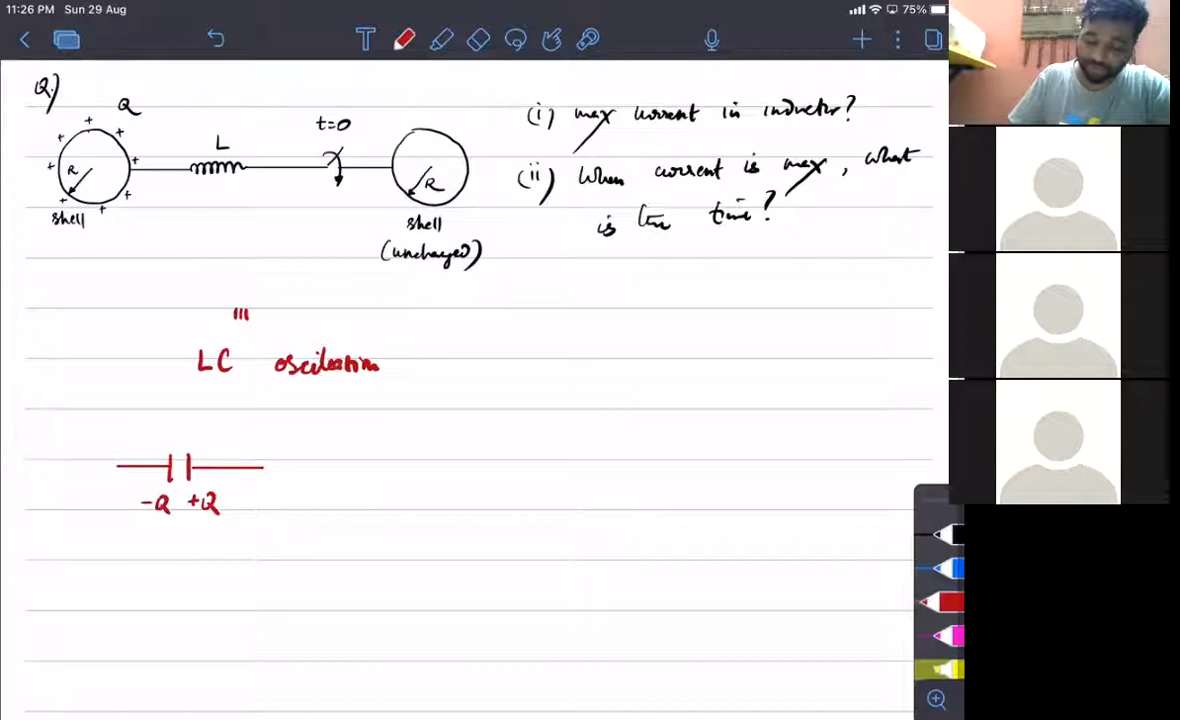 11:26 PM Sun 29 Aug
75%
Q)
Q
(i) max current in inductor?
L
t=0
R
R
(ii) When current is max, what
is the time?
shell
shell
(uncharged)
LC oscillation
-Q +Q